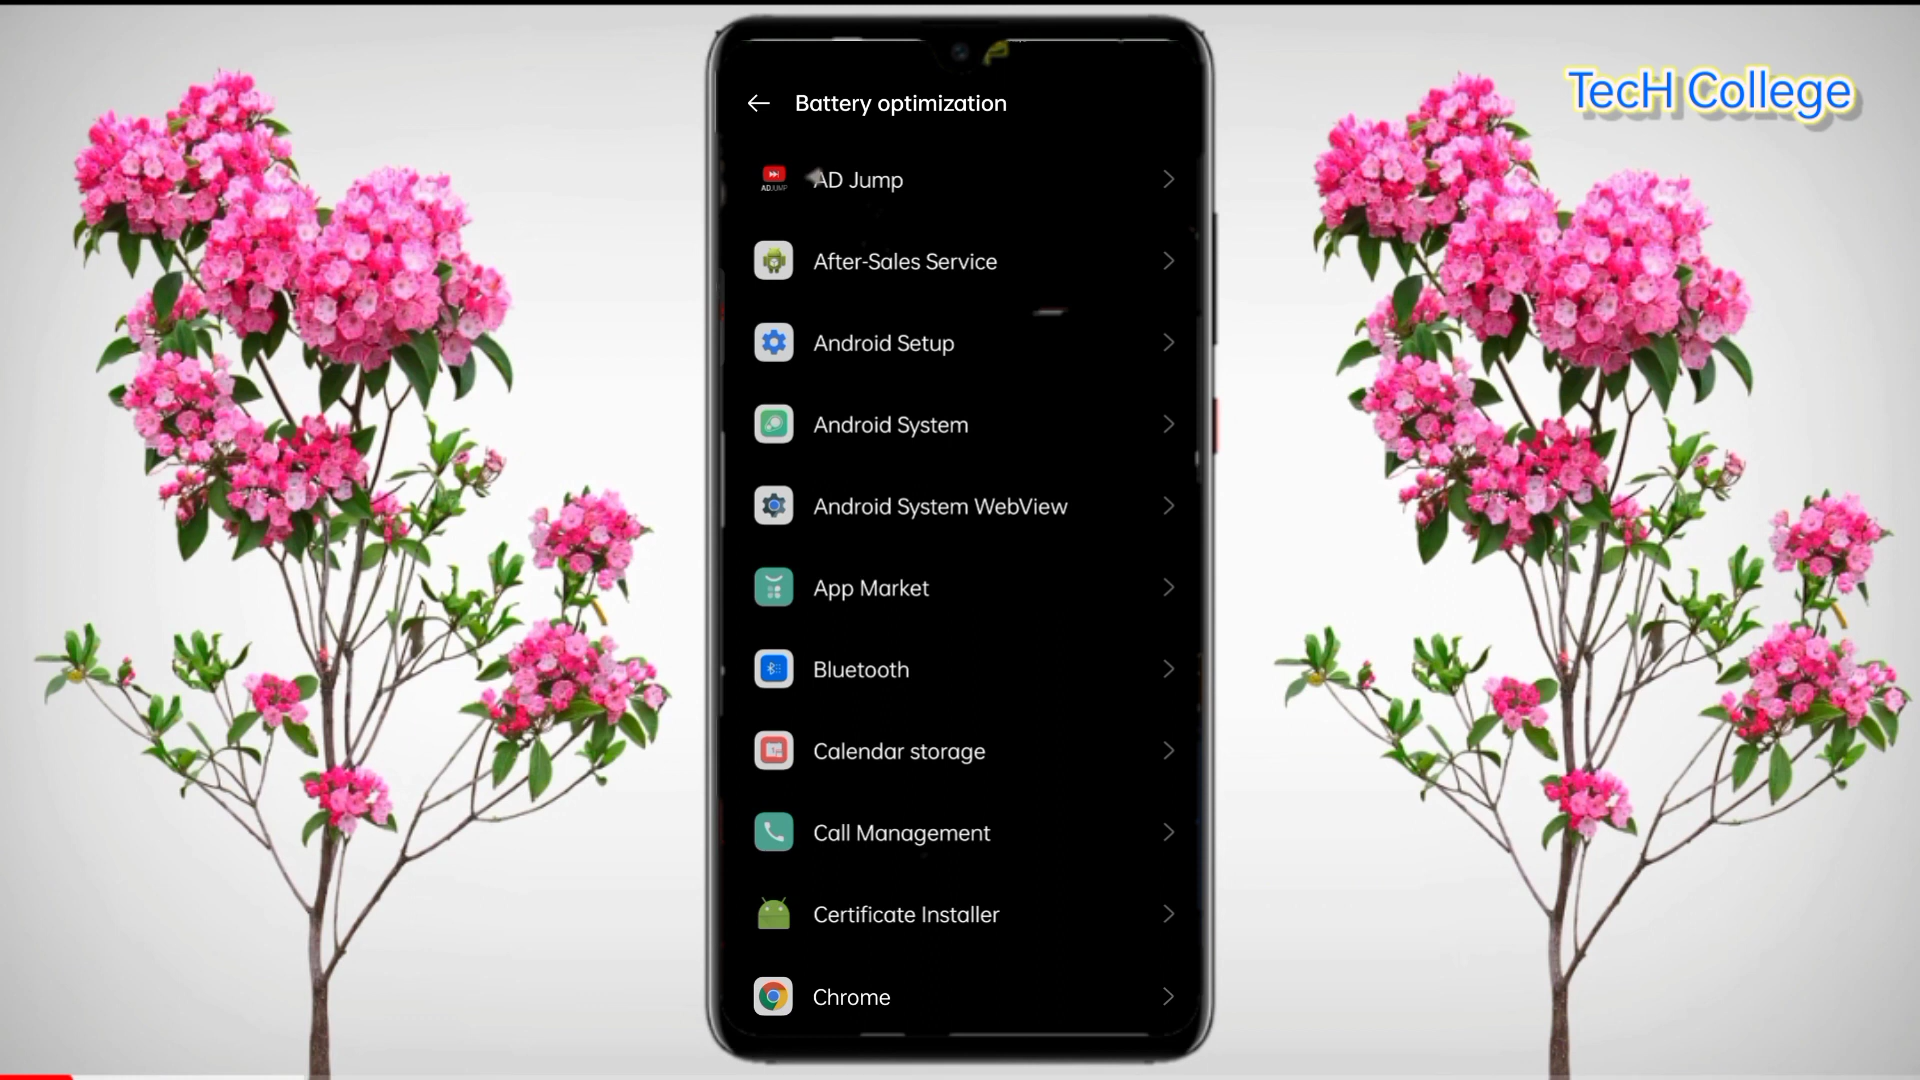 TecH College
Battery optimization
ADJUMP
AD Jump
After-Sales Service
Android Setup
Android System
Android System WebView
App Market
Bluetooth
Calendar storage
Call Management
Certificate Installer
Chrome